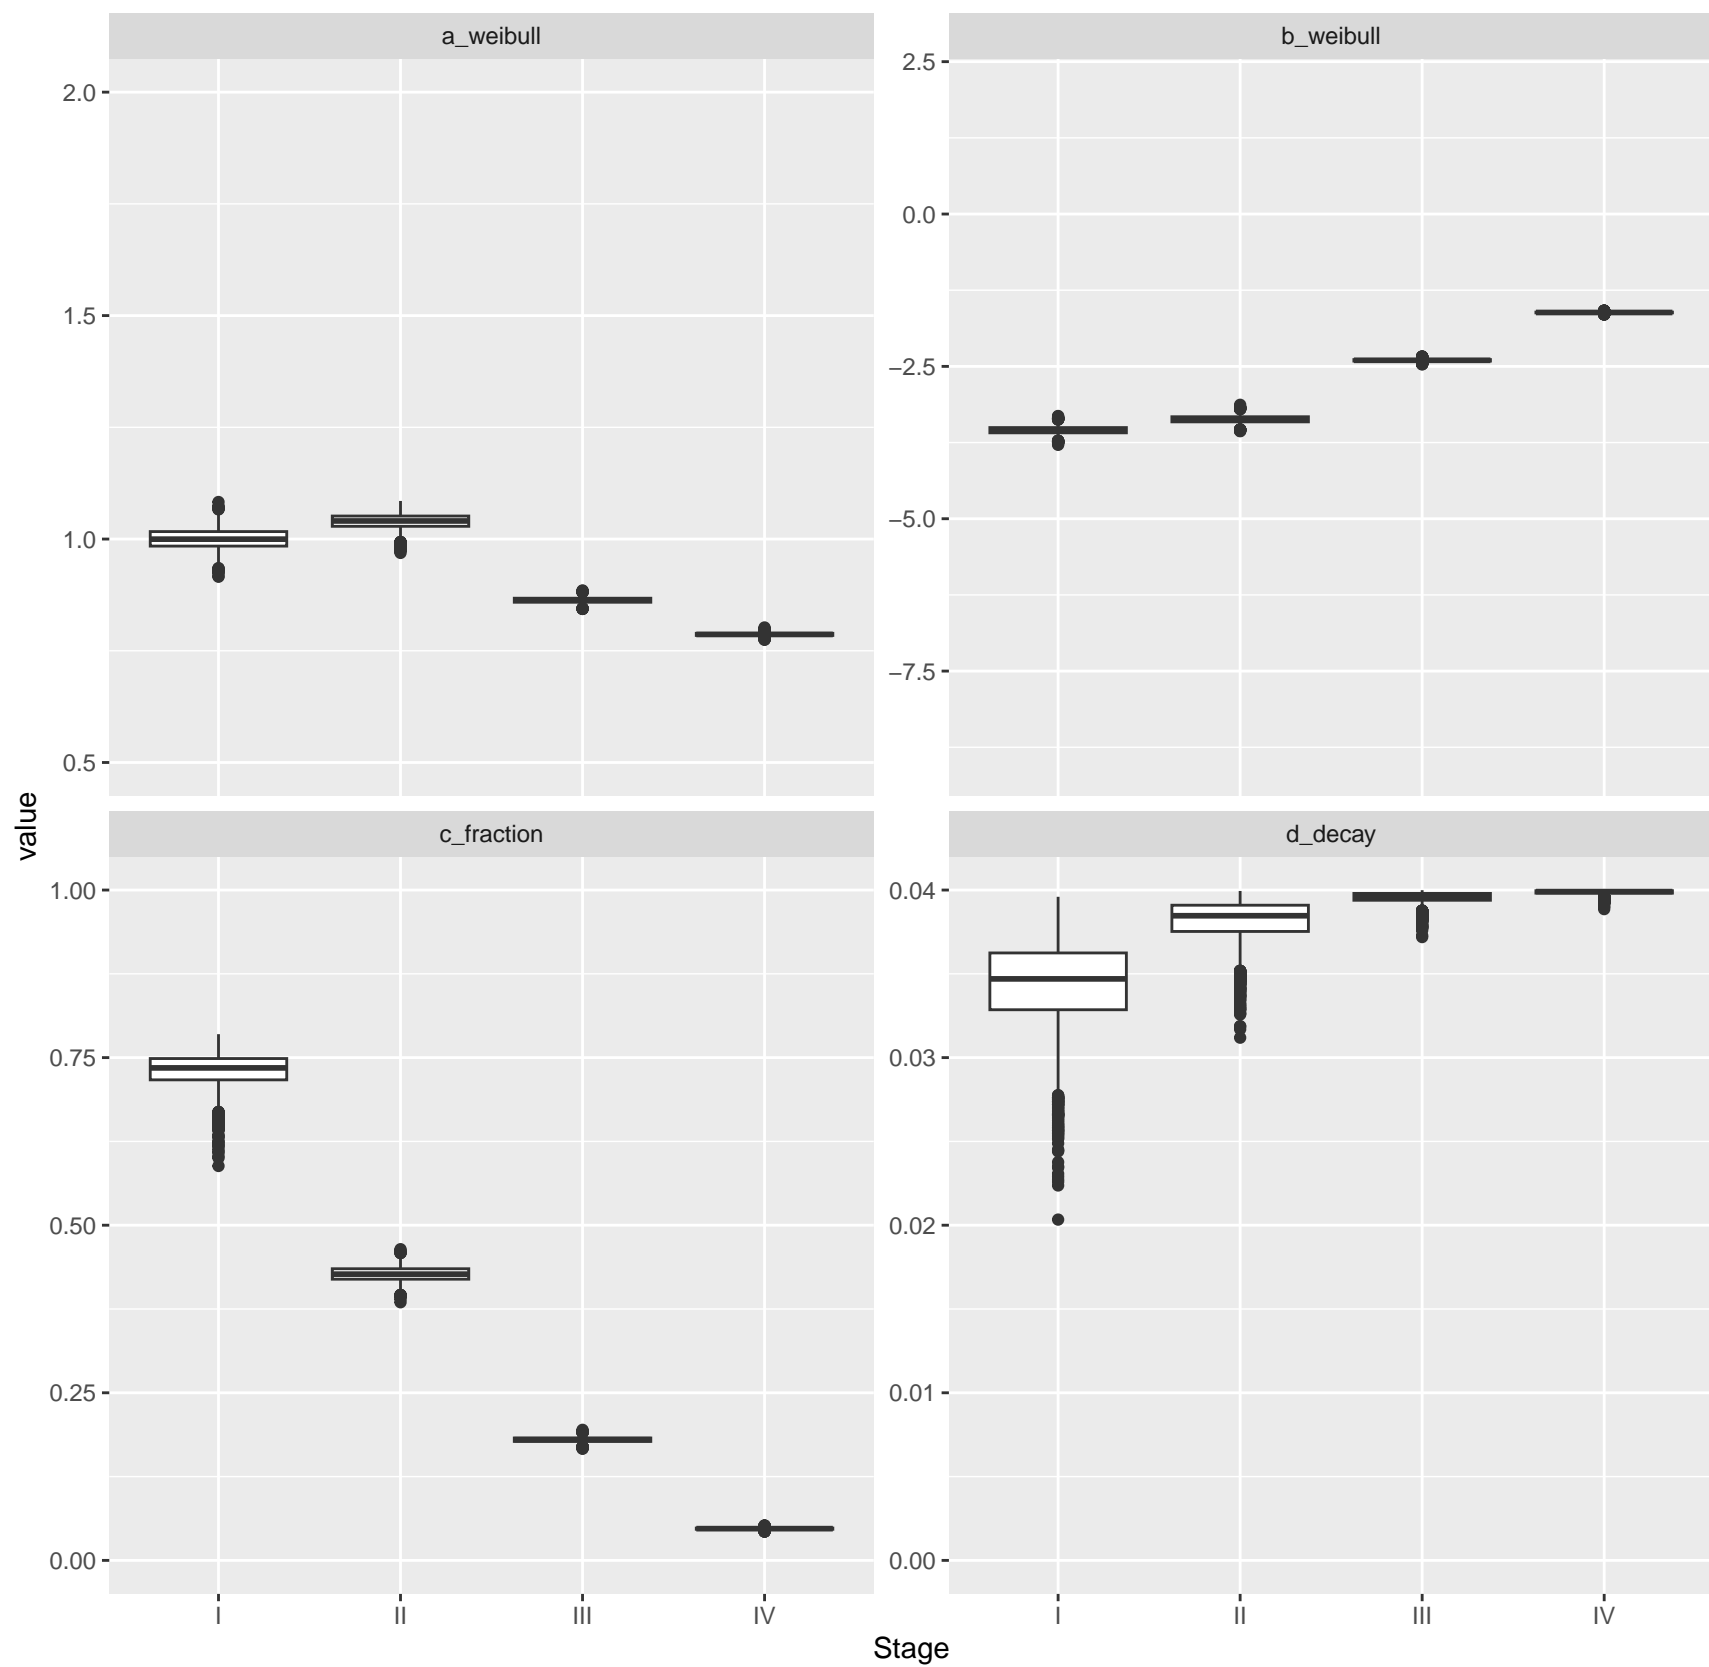 a_weibull
b_weibull
2.0
1.5
1.0
0.5
2.5
0.0
−2.5
−5.0
−7.5
value
c_fraction
d_decay
1.00
0.75
0.50
0.25
0.00
0.04
0.03
0.02
0.01
0.00
I II III IV
I II III IV
Stage